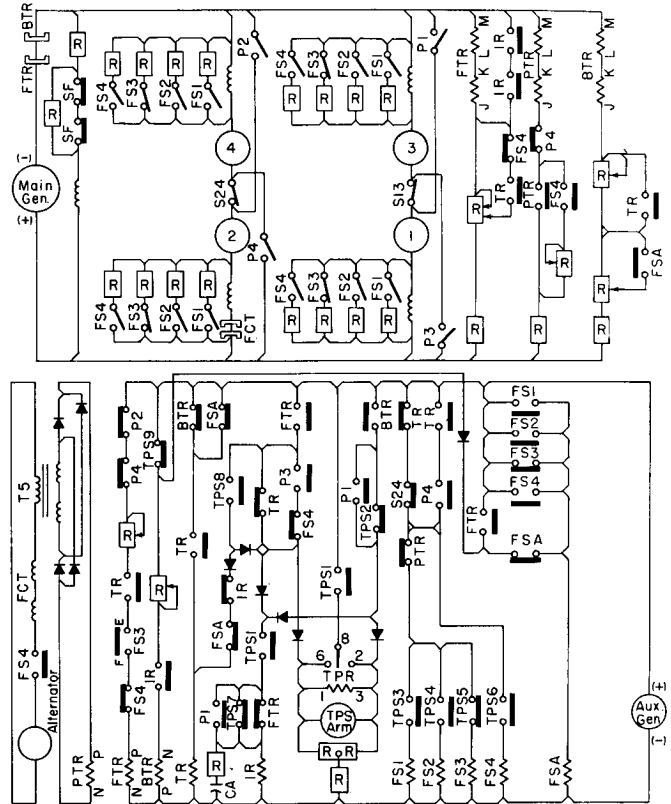 BTR
FTR
(-)
Main
Gen.
(+)
R
SF
R
SF
FS4
FS3
FS2
FS1
R
R
R
R
P2
FS4
FS3
FS2
FS1
R
R
R
R
P1
4
S24
2
3
S13
1
P4
P3
FS4
FS3
FS2
FS1
R
R
R
R
FCT
FS4
FS3
FS2
FS1
R
R
R
R
M
L
K
J
FTR
IR
IR
FS4
TR
R
R
M
L
K
J
PTR
P4
PTR
FS4
R
R
M
L
K
J
BTR
R
TR
FSA
R
R
T5
FCT
FS4
Alternator
P
N
PTR
P2
P4
R
TR
E
F
FS3
FS4
P
N
FTR
TPS9
R
IR
N
P
BTR
BTR
TR
TR
FSA
TPS8
TR
IR
FSA
TPS1
P1
TPS7
FTR
R
CA
IR
FTR
P3
FS4
TPS1
8
6
2
TPR
1
3
TPS
Arm
R
R
R
BTR
P1
TPS2
BTR
TR
TR
S24
P4
PTR
TPS3
TPS4
TPS5
TPS6
FS1
FS2
FS3
FS4
FSA
FS1
FS2
FS3
FS4
FTR
FSA
(+)
Aux.
Gen.
(-)